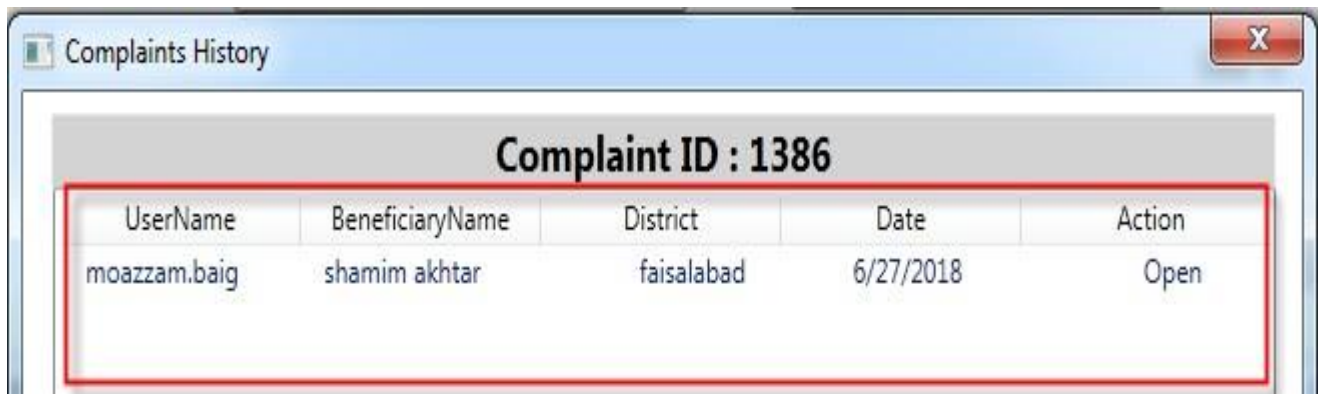 Complaints History
X
Complaint ID : 1386
UserName BeneficiaryName District Date Action
moazzam.baig shamim akhtar faisalabad 6/27/2018 Open